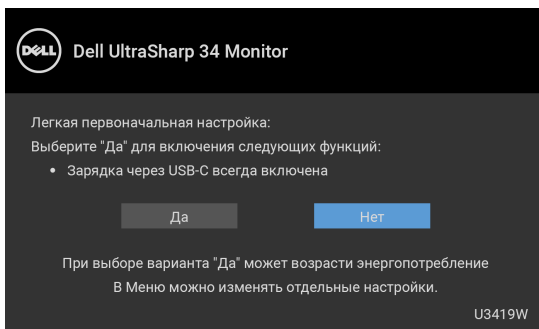 DELL Dell UltraSharp 34 Monitor
Легкая первоначальная настройка:
Выберите "Да" для включения следующих функций:
• Зарядка через USB-C всегда включена
Да Нет
При выборе варианта "Да" может возрасти энергопотребление
В Меню можно изменять отдельные настройки.
U3419W